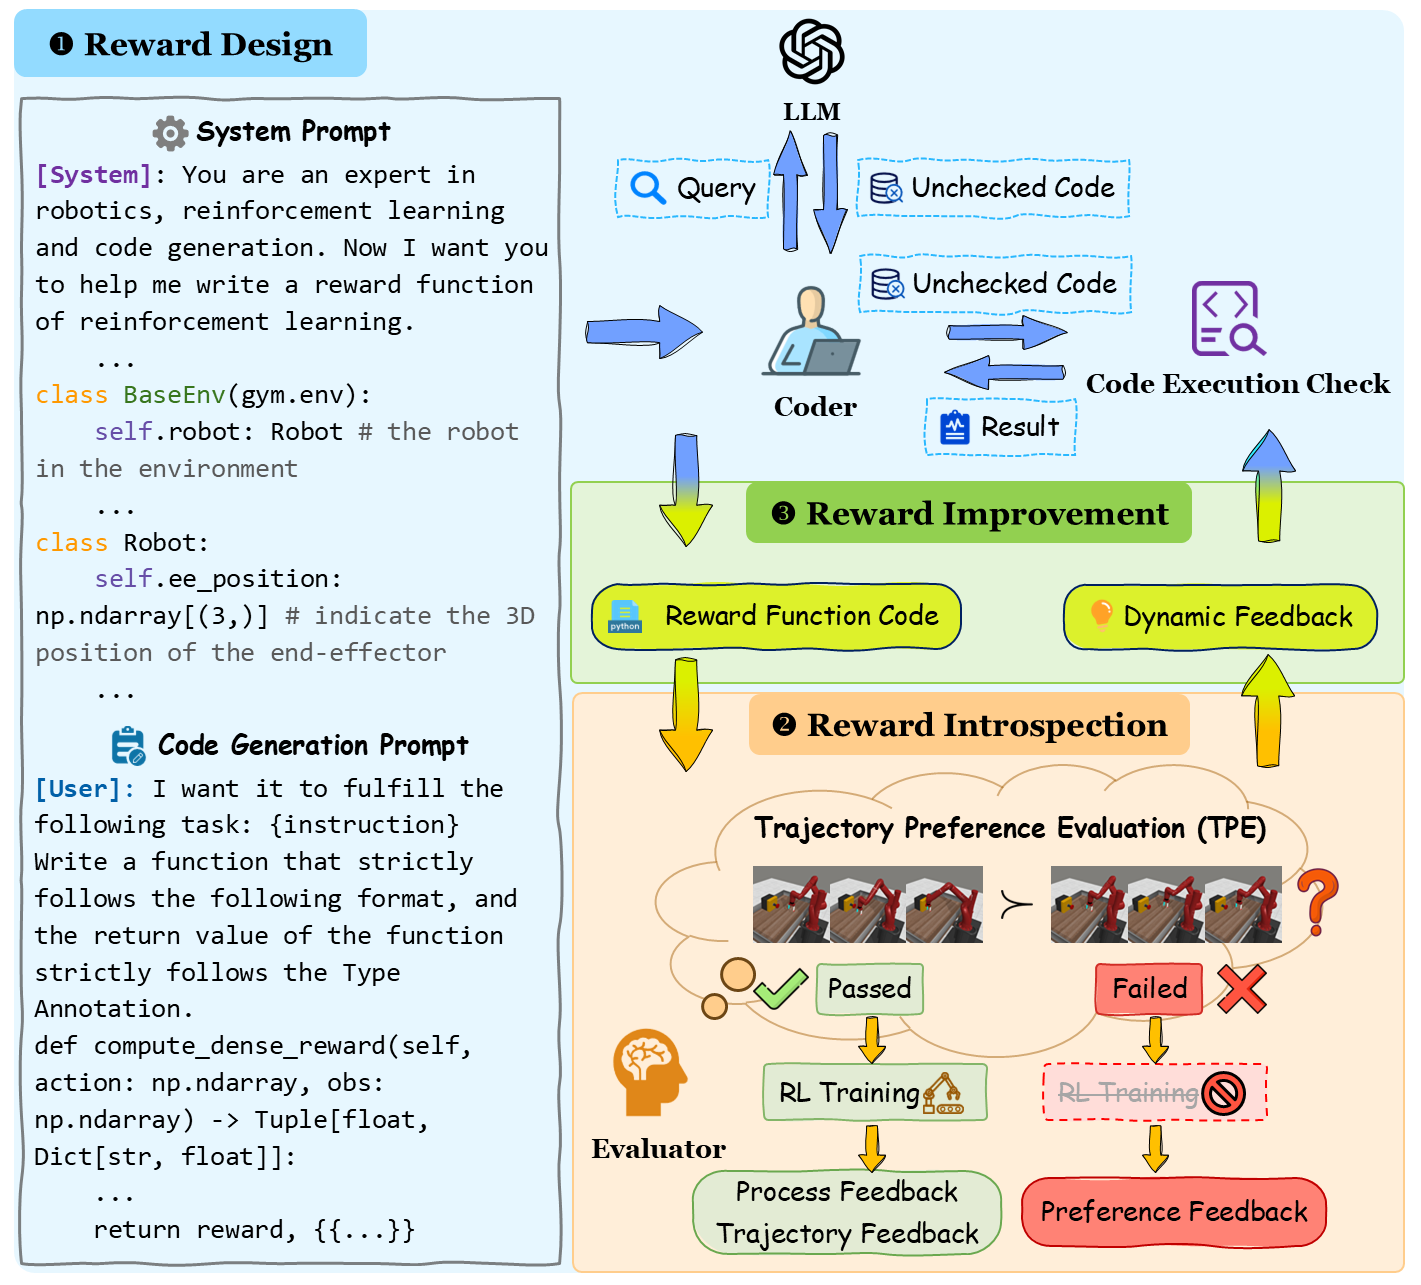 ❶ Reward Design
System Prompt
[System]: You are an expert in
robotics, reinforcement learning
and code generation. Now I want you
to help me write a reward function
of reinforcement learning.
...
class BaseEnv(gym.env):
self.robot: Robot # the robot
in the environment
...
class Robot:
self.ee_position:
np.ndarray[(3,)] # indicate the 3D
position of the end-effector
...
Code Generation Prompt
[User]: I want it to fulfill the
following task: {instruction}
Write a function that strictly
follows the following format, and
the return value of the function
strictly follows the Type
Annotation.
def compute_dense_reward(self,
action: np.ndarray, obs:
np.ndarray) -> Tuple[float,
Dict[str, float]]:
...
return reward, {{...}}
LLM
Query
Unchecked Code
Unchecked Code
Coder
Code Execution Check
Result
❸ Reward Improvement
python
Reward Function Code
Dynamic Feedback
❷ Reward Introspection
Trajectory Preference Evaluation (TPE)
≻
?
Passed
Failed
RL Training
RL Training
Evaluator
Process Feedback
Trajectory Feedback
Preference Feedback